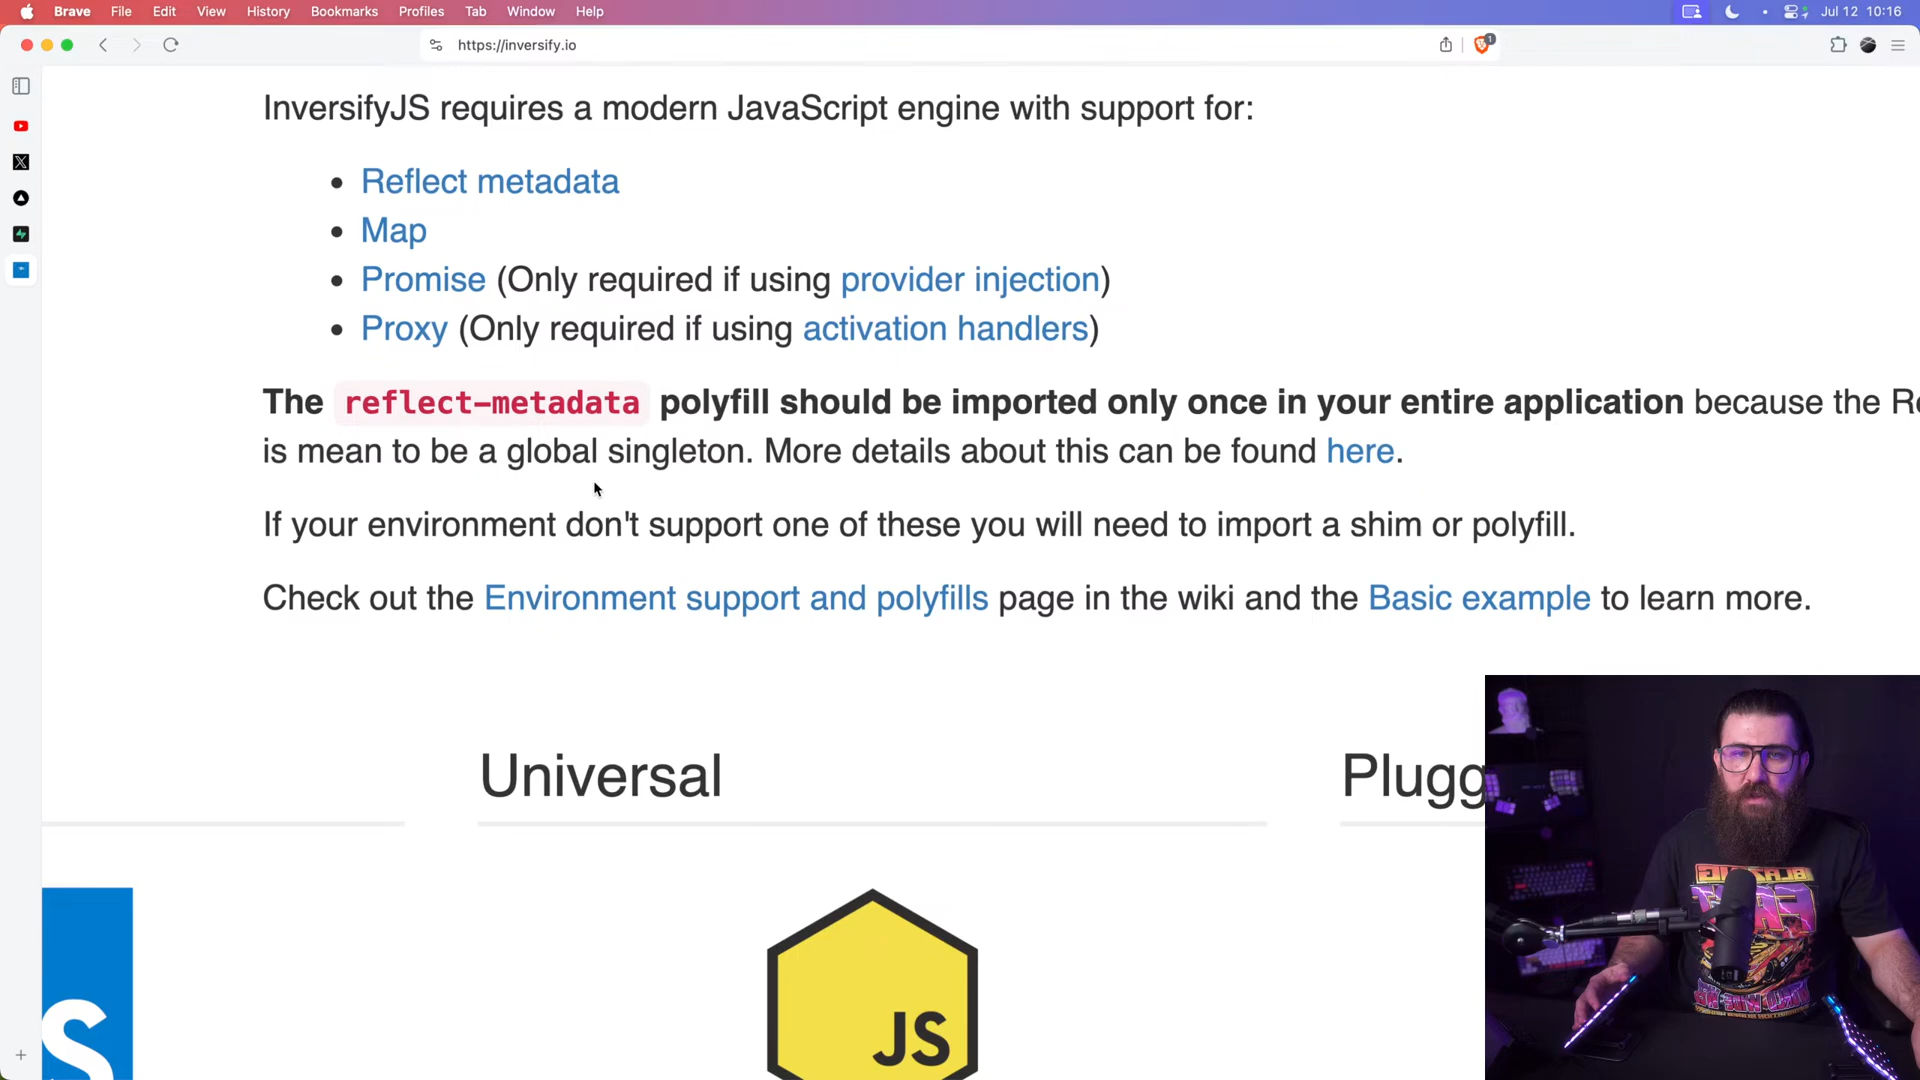 Brave File Edit View History Bookmarks Profiles Tab Window Help Jul 12 10:16
https://inversify.io
1
InversifyJS requires a modern JavaScript engine with support for:
• Reflect metadata
• Map
• Promise (Only required if using provider injection)
• Proxy (Only required if using activation handlers)
The reflect-metadata polyfill should be imported only once in your entire application because the Re
is mean to be a global singleton. More details about this can be found here.
If your environment don't support one of these you will need to import a shim or polyfill.
Check out the Environment support and polyfills page in the wiki and the Basic example to learn more.
Universal
Plugg
S
JS